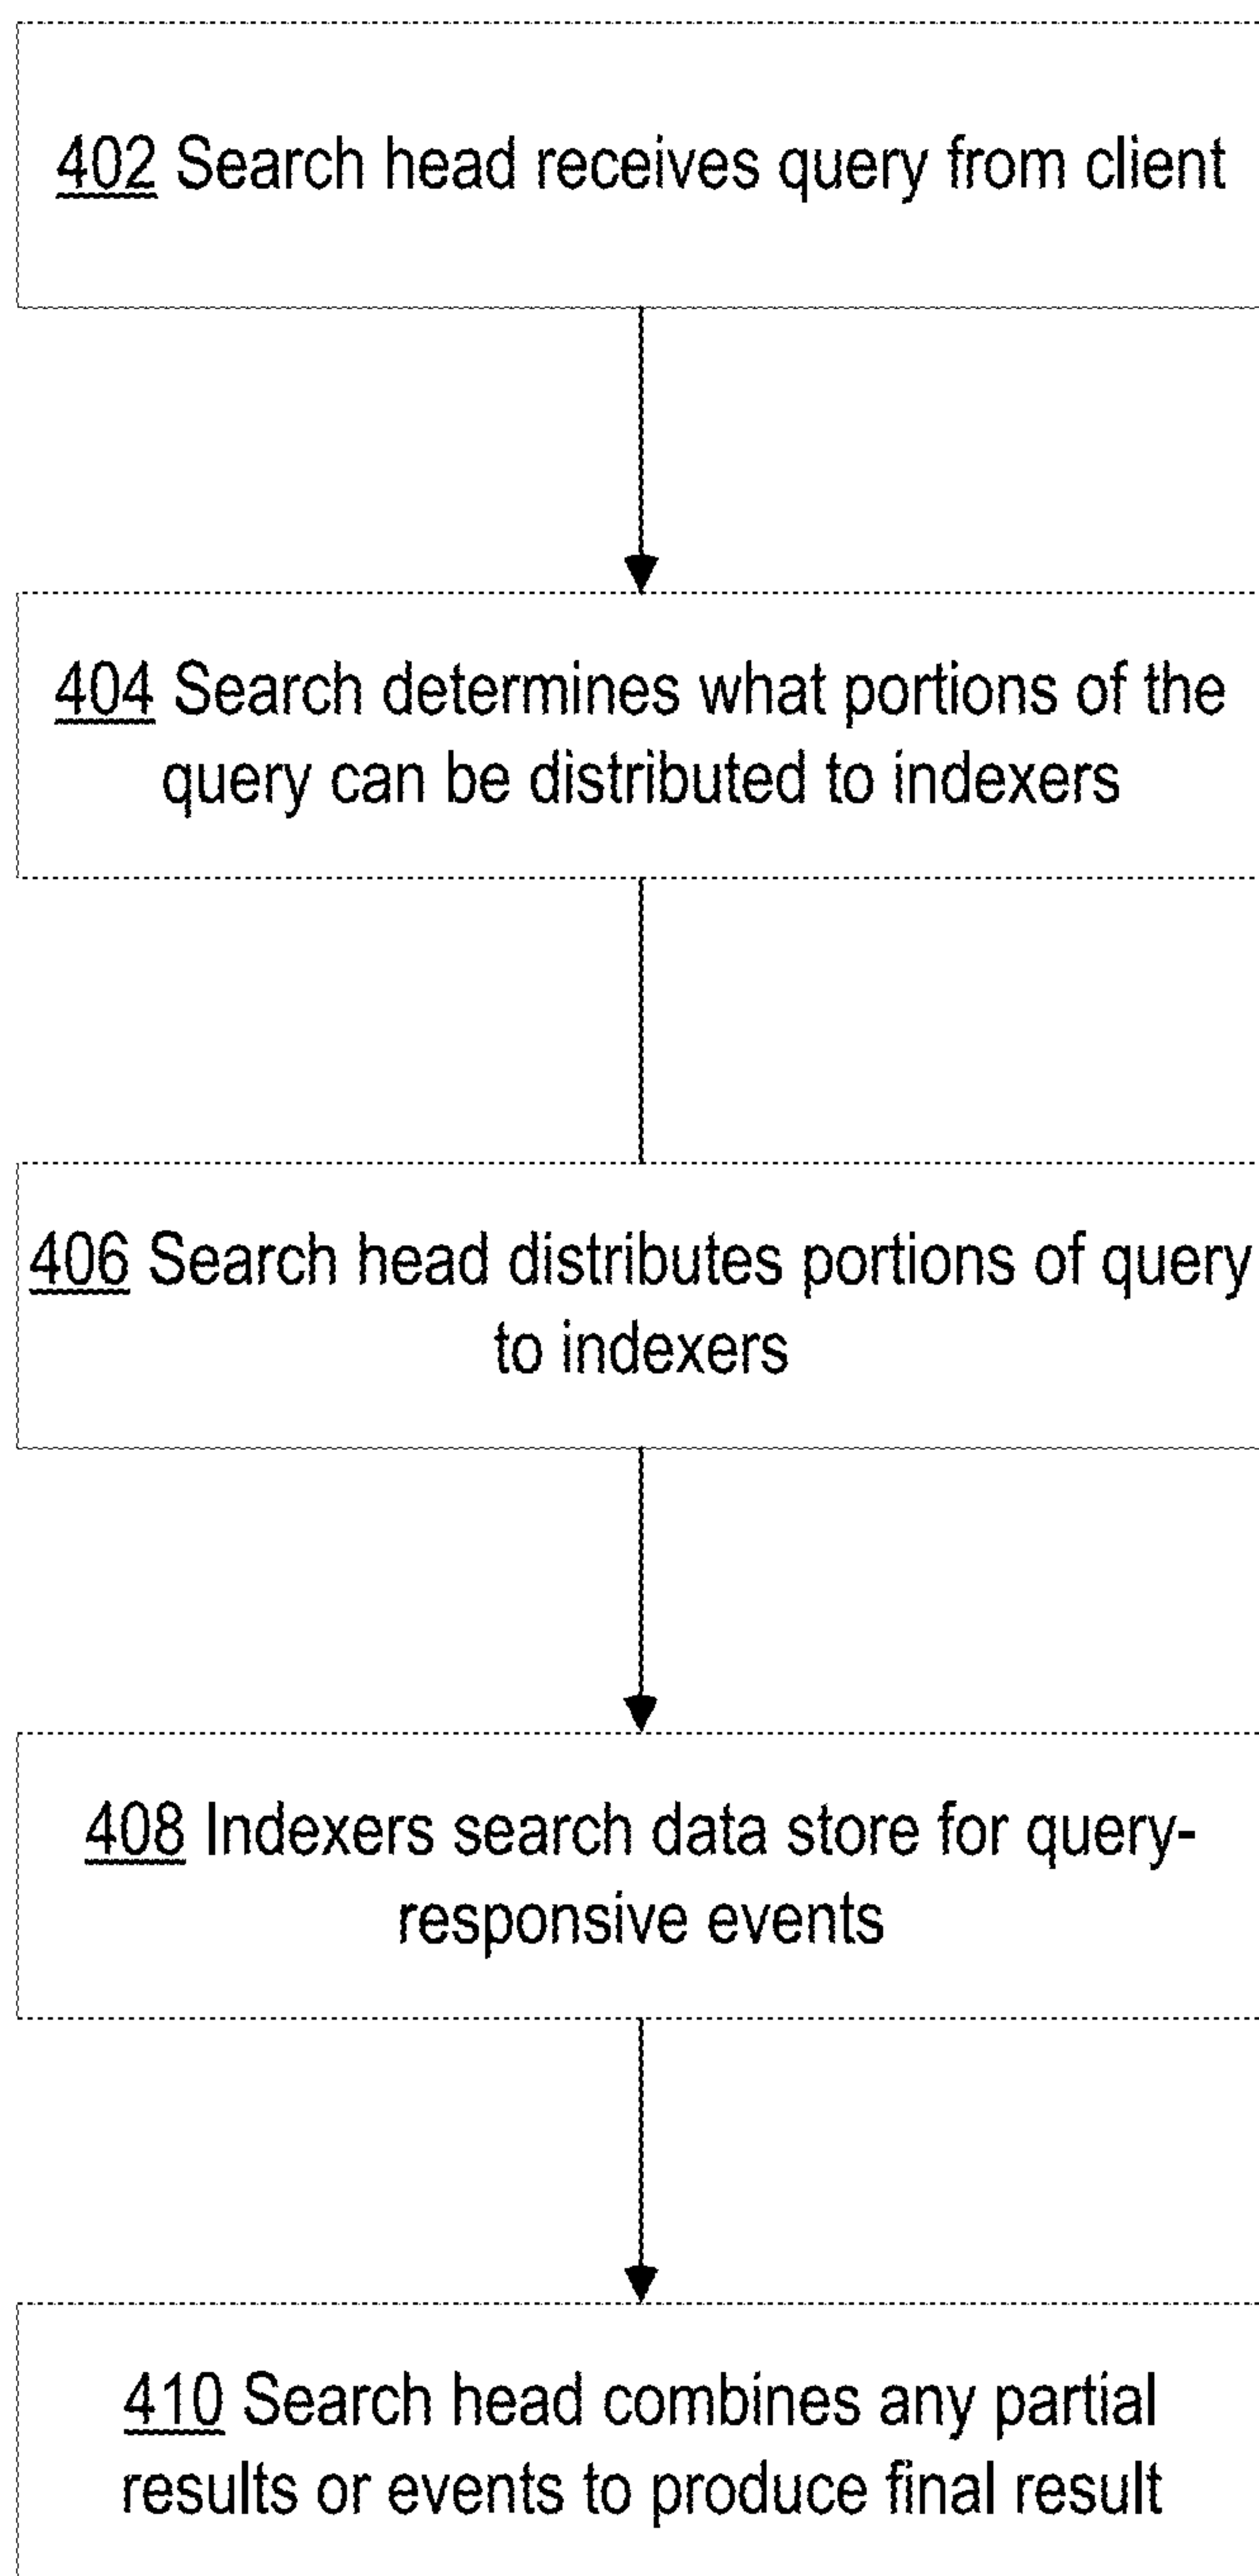 402 Search head receives query from client
404 Search determines what portions of the
query can be distributed to indexers
406 Search head distributes portions of query
to indexers
408 Indexers search data store for query-
responsive events
410 Search head combines any partial
results or events to produce final result